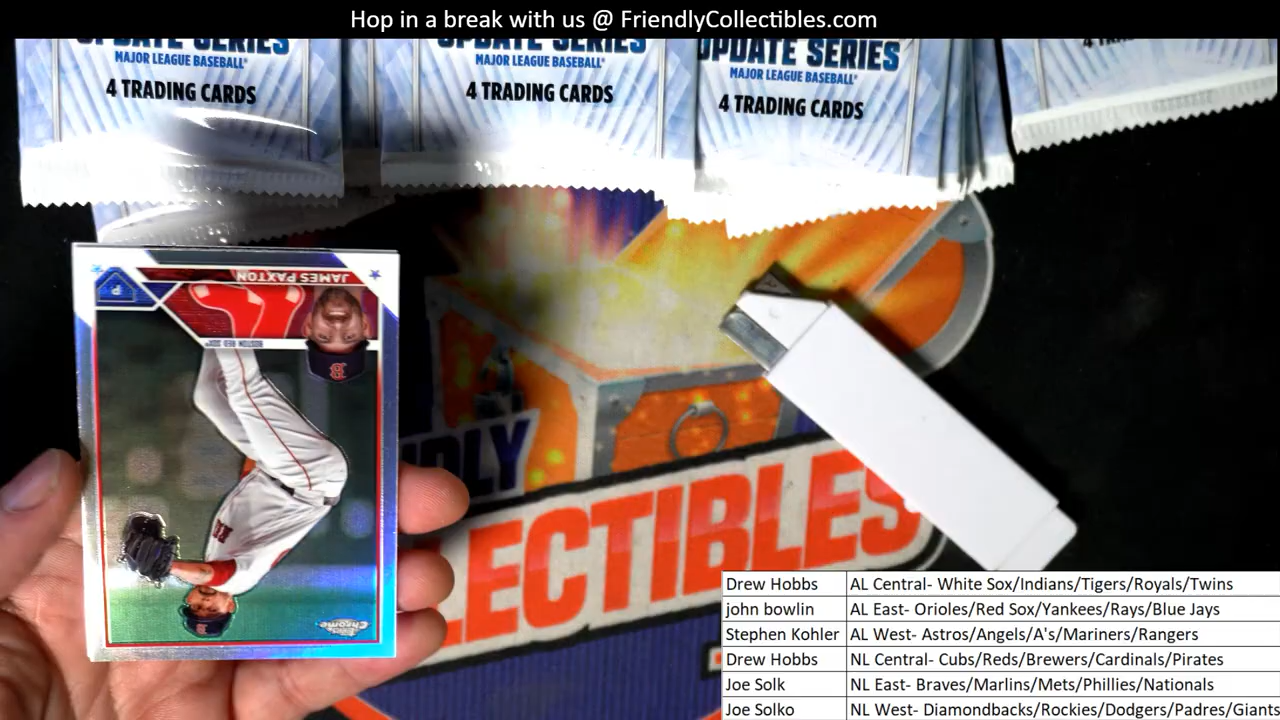 Hop in a break with us @ FriendlyCollectibles.com
UPDATE SERIES
MAJOR LEAGUE BASEBALL
4 TRADING CARDS
UPDATE SERIES
MAJOR LEAGUE BASEBALL
4 TRADING CARDS
UPDATE SERIES
MAJOR LEAGUE BASEBALL
4 TRADING CARDS
JAMES PAXTON
P
BOSTON RED SOX
B
Topps Chrome
DLY
LECTIBLES
Drew Hobbs AL Central- White Sox/Indians/Tigers/Royals/Twins
john bowlin AL East- Orioles/Red Sox/Yankees/Rays/Blue Jays
Stephen Kohler AL West- Astros/Angels/A's/Mariners/Rangers
Drew Hobbs NL Central- Cubs/Reds/Brewers/Cardinals/Pirates
Joe Solk NL East- Braves/Marlins/Mets/Phillies/Nationals
Joe Solko NL West- Diamondbacks/Rockies/Dodgers/Padres/Giants